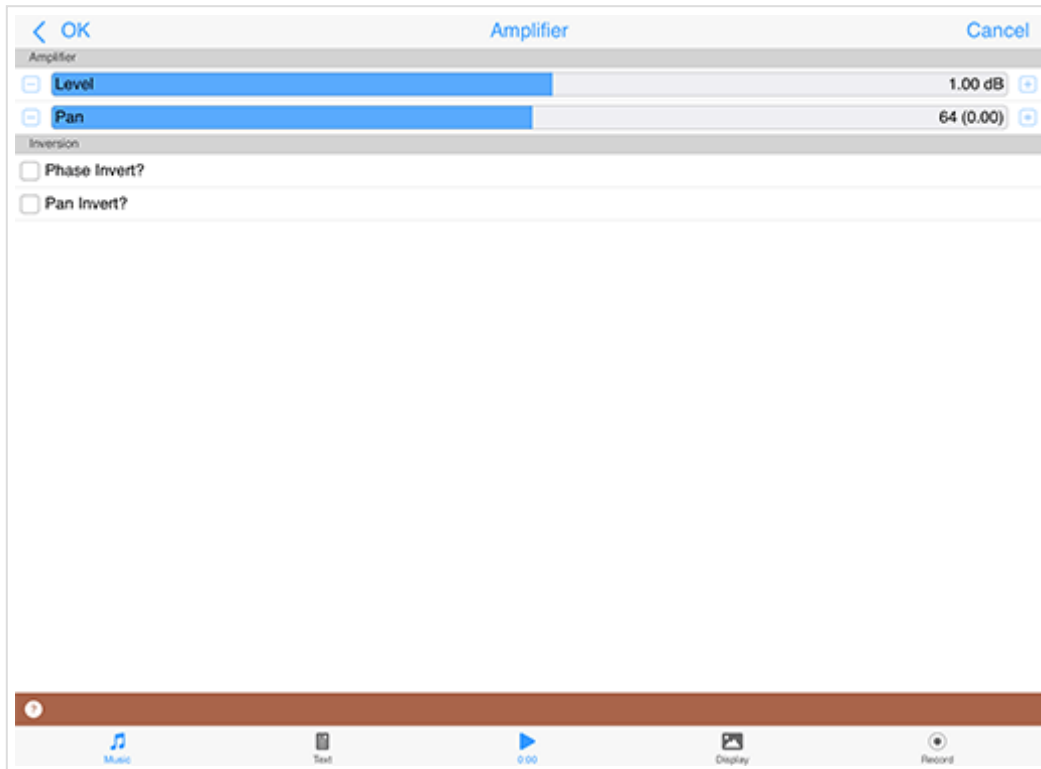 OK Amplifier Cancel
Amplifier
Level 1.00 dB
Pan 64 (0.00)
Inversion
Phase Invert?
Pan Invert?
?
Music Text 0:00 Display Record